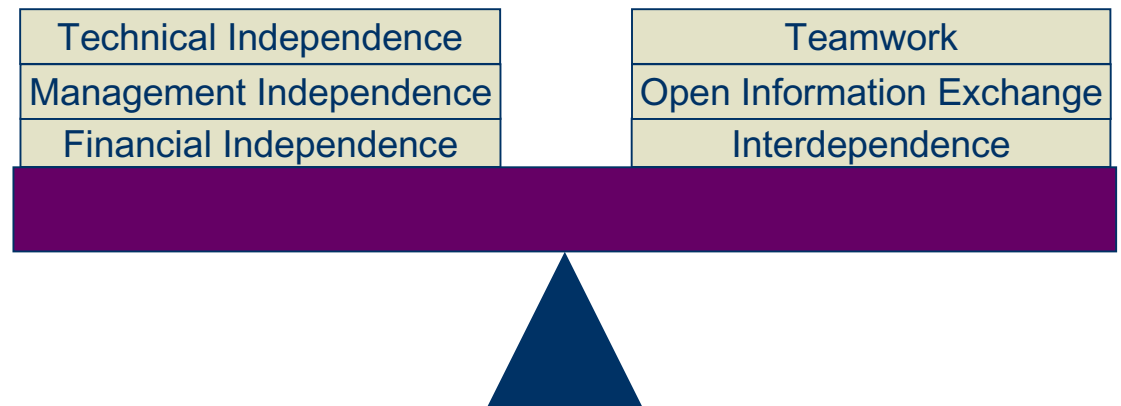 Technical Independence
Management Independence
Financial Independence
Teamwork
Open Information Exchange
Interdependence